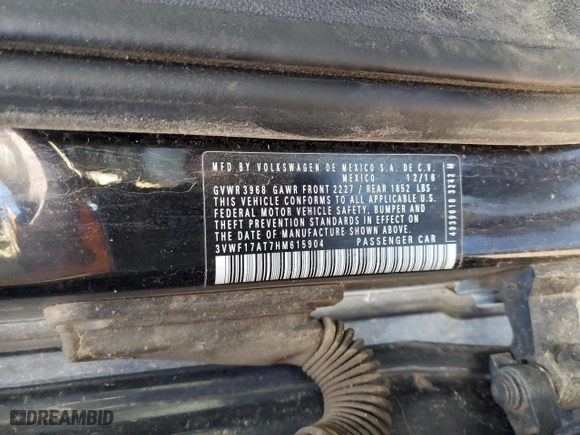 MFD BY VOLKSWAGEN DE MEXICO S.A. DE C.V.
MEXICO 12/16
GVWR 3968 GAWR FRONT 2227 / REAR 1852 LBS
THIS VEHICLE CONFORMS TO ALL APPLICABLE U.S.
FEDERAL MOTOR VEHICLE SAFETY, BUMPER AND
THEFT PREVENTION STANDARDS IN EFFECT ON
THE DATE OF MANUFACTURE SHOWN ABOVE.
3VWF17AT7HM615904 PASSENGER CAR
4039018 3262 M
DREAMBID